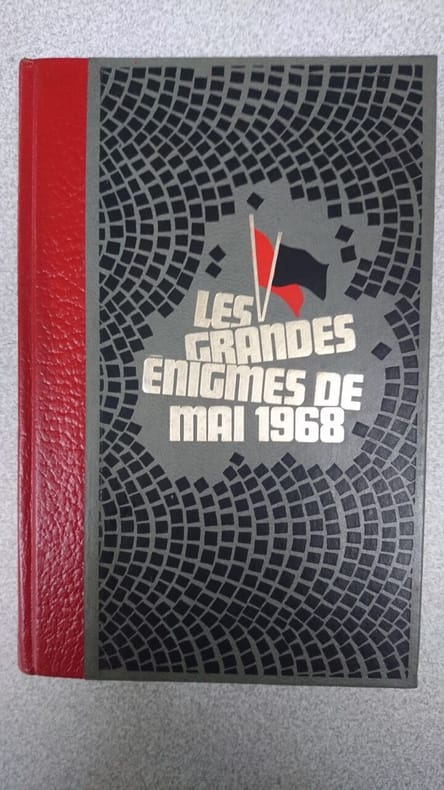 LES
GRANDES
ÉNIGMES DE
MAI 1968